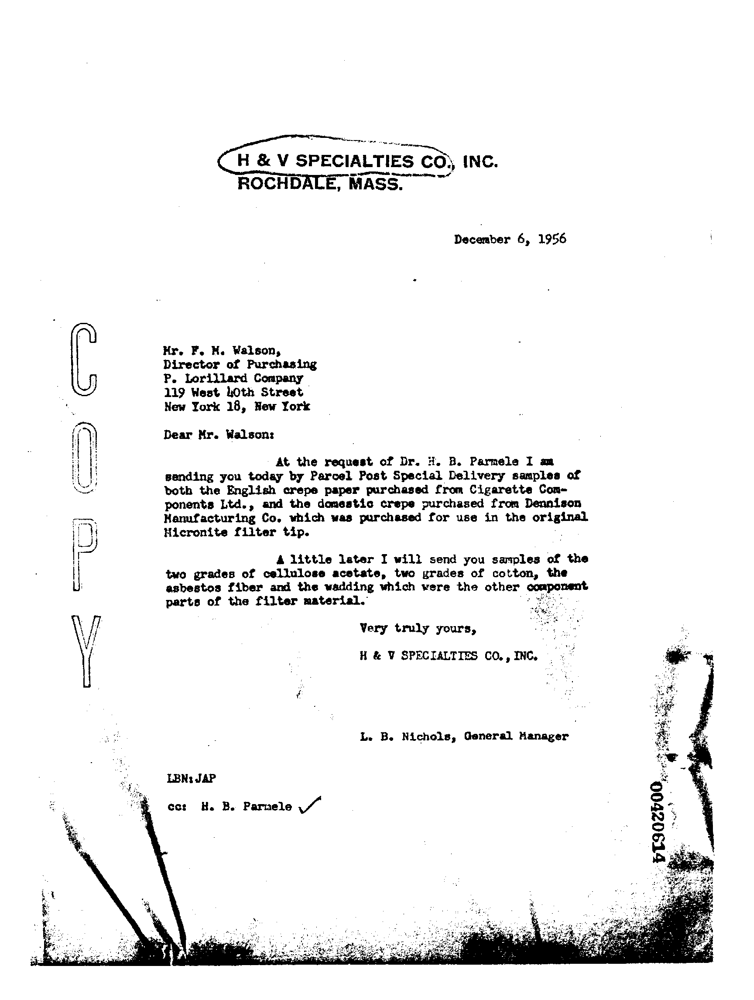 H & V SPECIALTIES CO., INC.
ROCHDALE, MASS.
December 6, 1956
COPY
Mr. F. M. Walson,
Director of Purchasing
P. Lorillard Company
119 West 40th Street
New York 18, New York
Dear Mr. Walson:
At the request of Dr. H. B. Parmele I am
sending you today by Parcel Post Special Delivery samples of
both the English crepe paper purchased from Cigarette Com-
ponents Ltd., and the domestic crepe purchased from Dennison
Manufacturing Co. which was purchased for use in the original
Micronite filter tip.
A little later I will send you samples of the
two grades of cellulose acetate, two grades of cotton, the
asbestos fiber and the wadding which were the other component
parts of the filter material.
Very truly yours,
H & V SPECIALTIES CO., INC.
L. B. Nichols, General Manager
LBN:JAP
cc: H. B. Parmele ✓
00420614